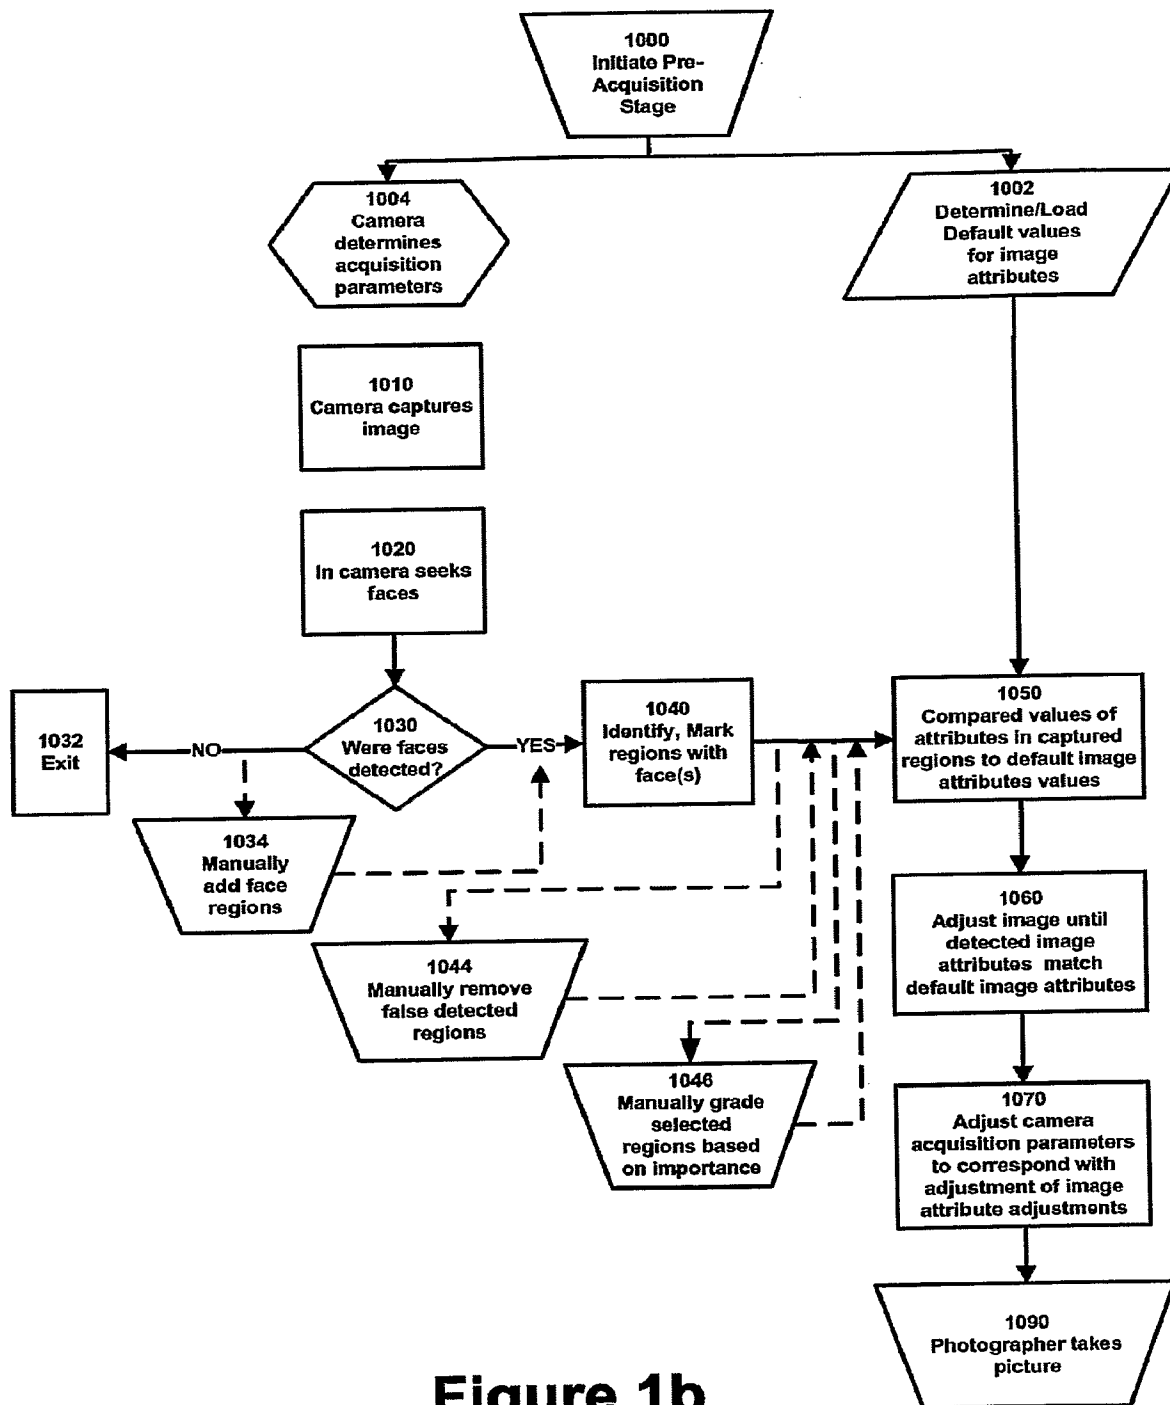 1000
Initiate Pre-
Acquisition
Stage
1004
Camera
determines
acquisition
parameters
1002
Determine/Load
Default values
for image
attributes
1010
Camera captures
image
1020
In camera seeks
faces
1032
Exit
NO
1030
Were faces
detected?
YES
1040
Identify, Mark
regions with
face(s)
1050
Compared values of
attributes in captured
regions to default image
attributes values
1034
Manually
add face
regions
1044
Manually remove
false detected
regions
1060
Adjust image until
detected image
attributes match
default image attributes
1046
Manually grade
selected
regions based
on importance
1070
Adjust camera
acquisition parameters
to correspond with
adjustment of image
attribute adjustments
1090
Photographer takes
picture
Figure 1b